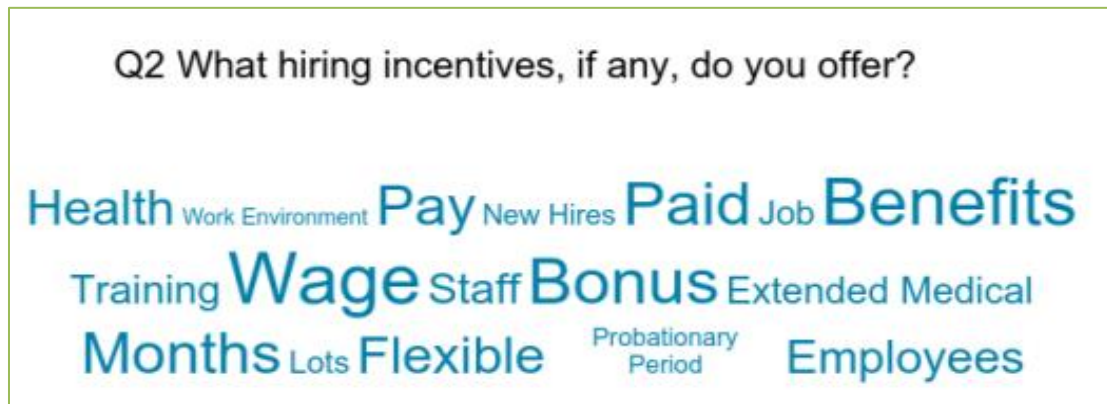 Q2 What hiring incentives, if any, do you offer?
Health Work Environment Pay New Hires Paid Job Benefits
Training Wage Staff Bonus Extended Medical
Months Lots Flexible Probationary Period Employees